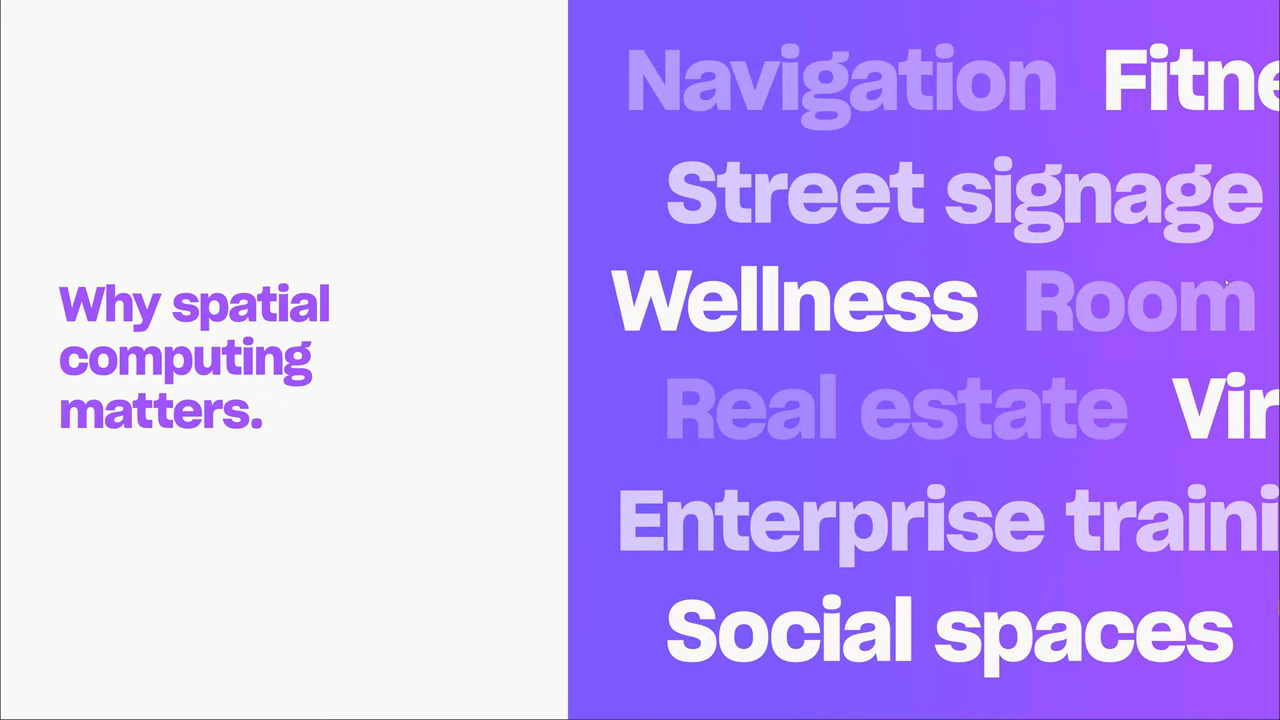 Why spatial
computing
matters.
Navigation Fitne
Street signage
Wellness Room
Real estate Vir
Enterprise traini
Social spaces